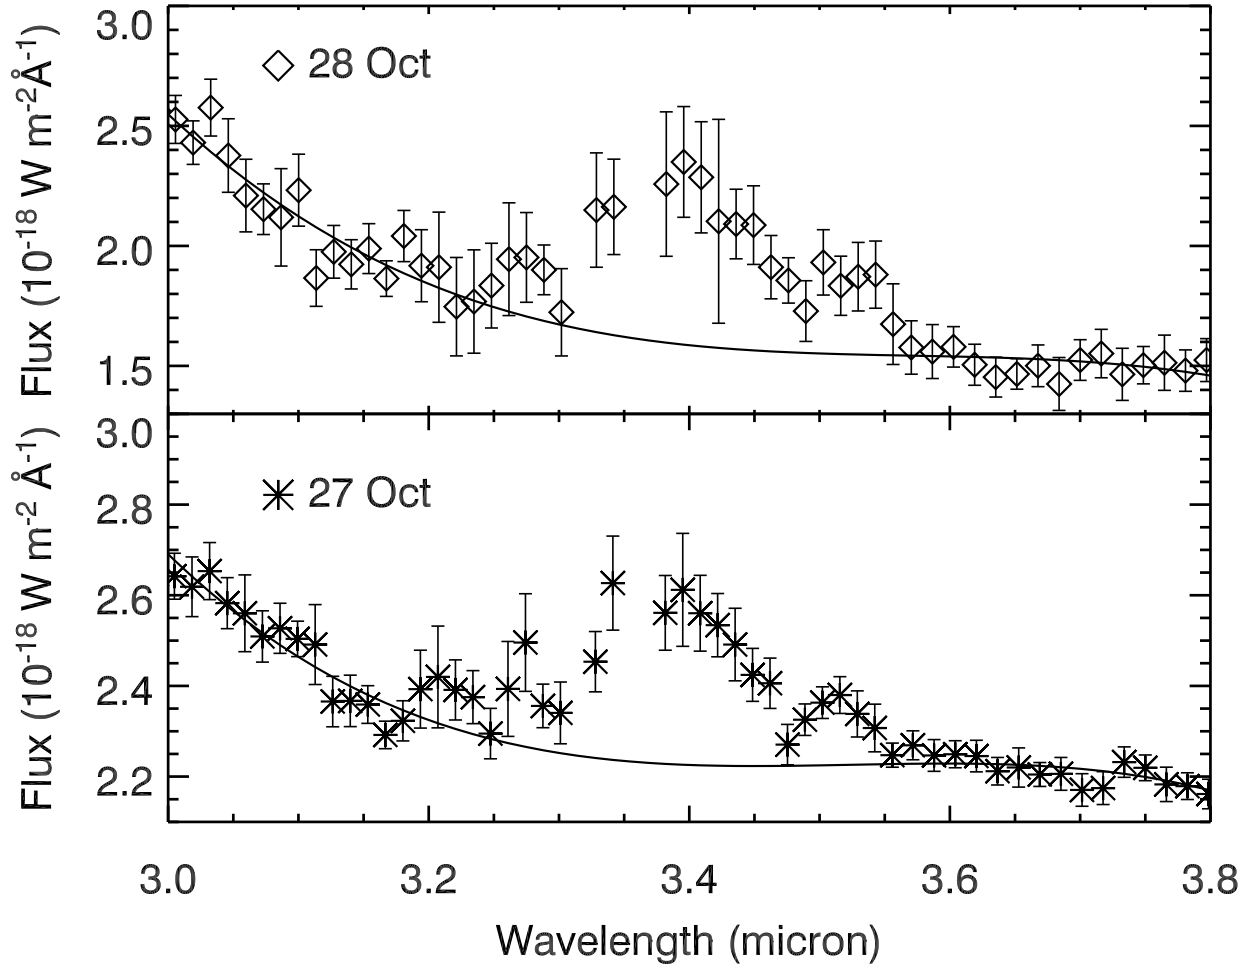 3.0
28 Oct
2.5
2.0
1.5
Flux (10-18 W m-2Å-1)
3.0
2.8
27 Oct
2.6
2.4
2.2
Flux (10-18 W m-2 Å-1)
3.0 3.2 3.4 3.6 3.8
Wavelength (micron)